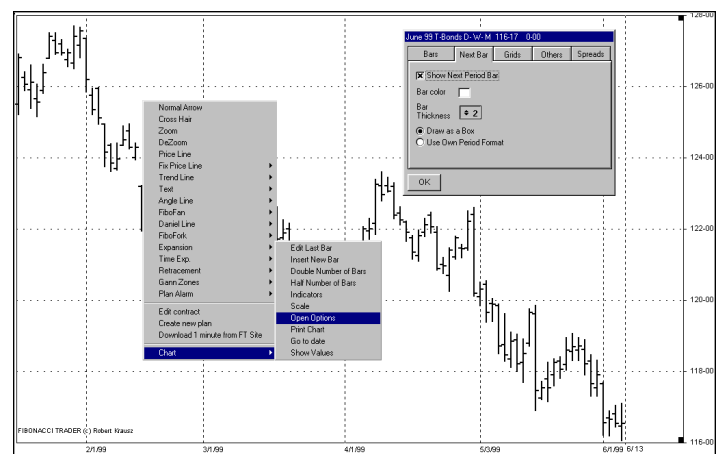 128-00
126-00
124-00
122-00
120-00
118-00
116-00
June 99 T-Bonds D- W- M 116-17 0-00
Bars
Next Bar
Grids
Others
Spreads
Show Next Period Bar
Bar color
Bar
Thickness
2
Draw as a Box
Use Own Period Format
OK
Normal Arrow
Cross Hair
Zoom
DeZoom
Price Line
Fix Price Line
Trend Line
Text
Angle Line
FiboFan
Daniel Line
FiboFork
Expansion
Time Exp.
Retracement
Gann Zones
Plan Alarm
Edit contract
Create new plan
Download 1 minute from FT Site
Chart
Edit Last Bar
Insert New Bar
Double Number of Bars
Half Number of Bars
Indicators
Scale
Open Options
Print Chart
Go to date
Show Values
FIBONACCI TRADER (c) Robert Krausz
2/1/99
3/1/99
4/1/99
5/3/99
6/1/99
6/13